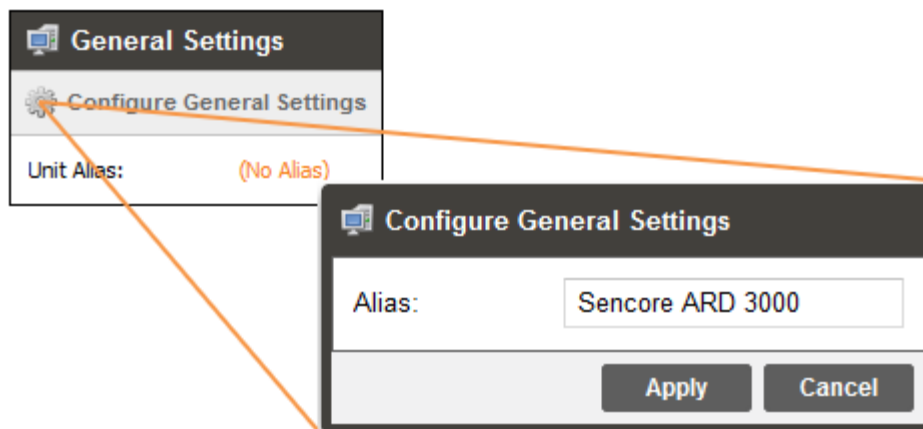 General Settings
Configure General Settings
Unit Alias: (No Alias)
Configure General Settings
Alias: Sencore ARD 3000
Apply Cancel